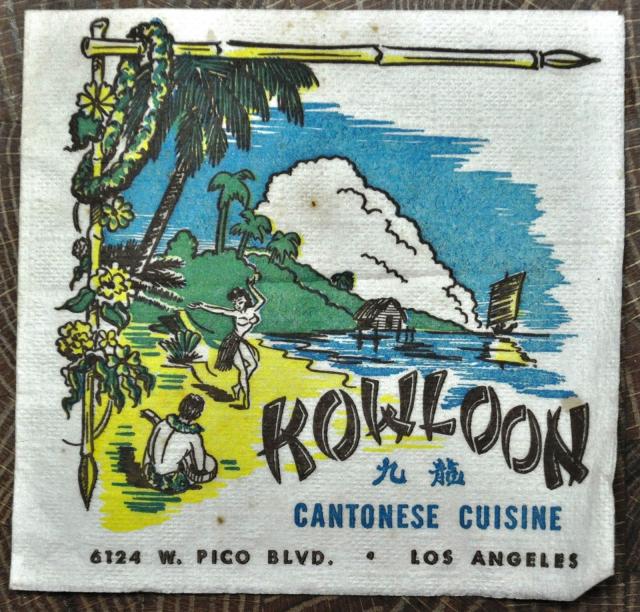 KOWLOON
九龍
CANTONESE CUISINE
6124 W. PICO BLVD. • LOS ANGELES